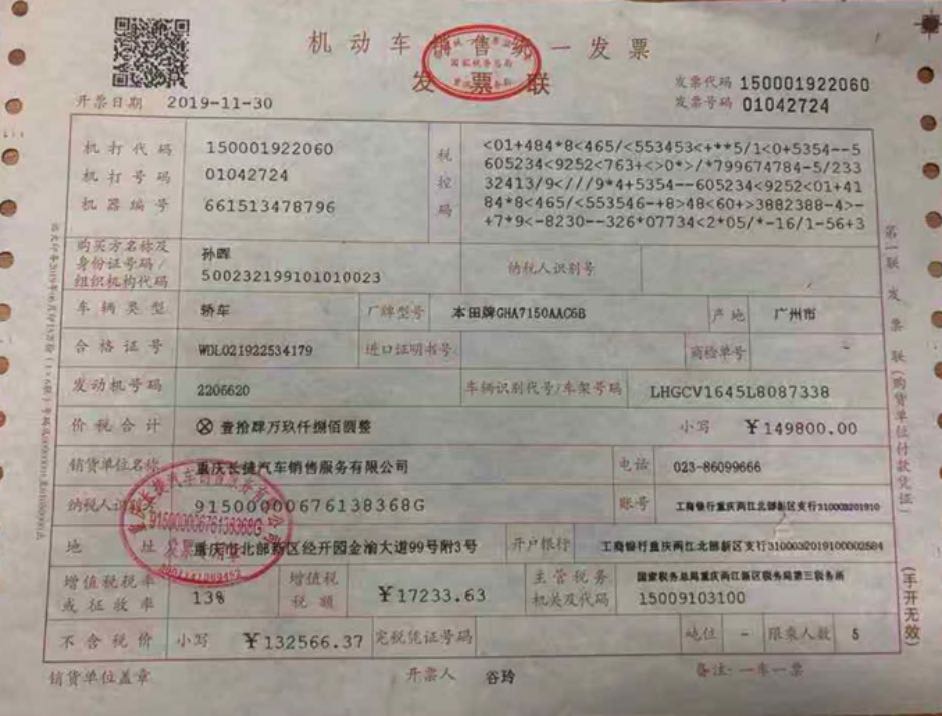 机动车销售统一发票
发票联
发票代码 150001922060
发票号码 01042724
开票日期 2019-11-30
机打代码 150001922060
机打号码 01042724
机器编号 661513478796
税控码
<01+484*8<465/<553453<+**5/1<0+5354--5
605234<9252<763+<>0*>/*799674784-5/233
32413/9<///9*4+5354--605234<9252<01+41
84*8<465/<553546-+8>48<60+>3882388-4>-
+7*9<-8230--326*07734<2*05/*-16/1-56+3
购买方名称及身份证号码/组织机构代码
孙晖
500232199101010023
纳税人识别号
车辆类型 轿车 厂牌型号 本田牌GHA7150AAC6B 产地 广州市
合格证号 WDL021922534179 进口证明书号 商检单号 -
发动机号码 2206620 车辆识别代号/车架号码 LHGCV1645L8087338
价税合计 ⊗壹拾肆万玖仟捌佰圆整 小写 ￥149800.00
销货单位名称 重庆长捷汽车销售服务有限公司 电话 023-86099666
纳税人识别号 91500000676138368G 账号 工商银行重庆两江北部新区支行310003201910
地址 重庆市北部新区经开园金渝大道99号附3号 开户银行 工商银行重庆两江北部新区支行3100032019100002584
增值税税率或征收率 13% 增值税税额 ￥17233.63 主管税务机关及代码 国家税务总局重庆两江新区税务局第三税务所
15009103100
不含税价 小写 ￥132566.37 完税凭证号码 吨位 - 限乘人数 5
销货单位盖章 开票人 谷玲 备注:一车一票
第一联 发票联(购货单位付款凭证)
(手开无效)
91500000676138368G